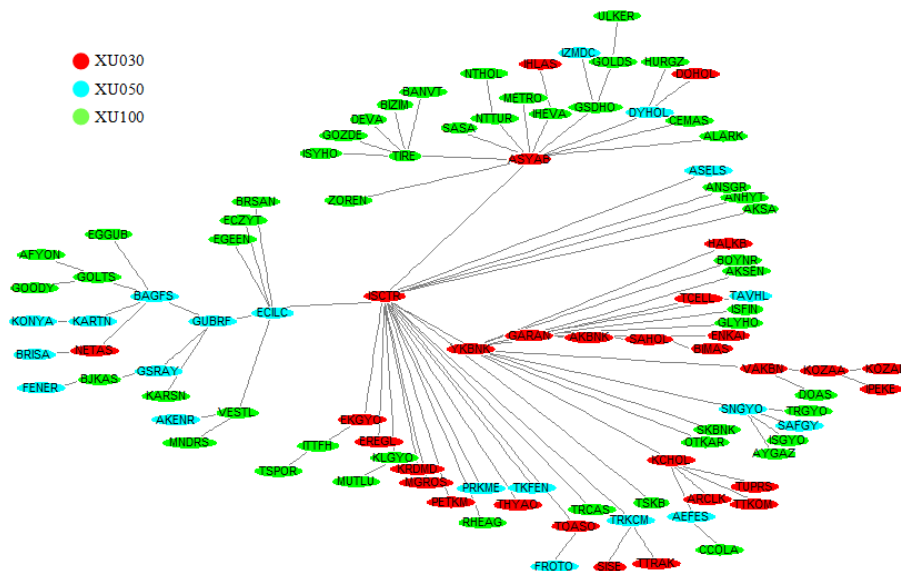 XU030
XU050
XU100
ULKER
IZMDC
IHLAS
GOLDS
HURGZ
DOHOL
NTHOL
BANVT
METRO
BIZIM
IHEVA
GSDHO
DYHOL
DEVA
NTTUR
CEMAS
GOZDE
SASA
ALARK
ISYHO
TIRE
ASYAB
ASELS
ANSGR
ZOREN
ANHYT
BRSAN
AKSA
ECZYT
EGGUB
EGEEN
HALKB
AFYON
BOYNR
GOLTS
AKSEN
GOODY
BAGFS
ISCTR
TCELL
TAVHL
ISFIN
KONYA
KARTN
GUBRF
ECILC
GLYHO
GARAN
AKBNK
SAHOL
ENKAI
BIMAS
YKBNK
BRISA
NETAS
GSRAY
VAKBN
KOZAA
KOZAL
FENER
BJKAS
IPEKE
KARSN
DOAS
TRGYO
SNGYO
VESTL
AKENR
EKGYO
SAFGY
SKBNK
MNDRS
ITTFH
EREGL
OTKAR
ISGYO
AYGAZ
KLGYO
TSPOR
KRDMD
KCHOL
MUTLU
MGROS
PRKME
TKFEN
TUPRS
PETKM
THYAO
TRCAS
TSKB
ARCLK
TTKOM
RHEAG
TOASO
TRKCM
AEFES
CCOLA
FROTO
SISE
TTRAK